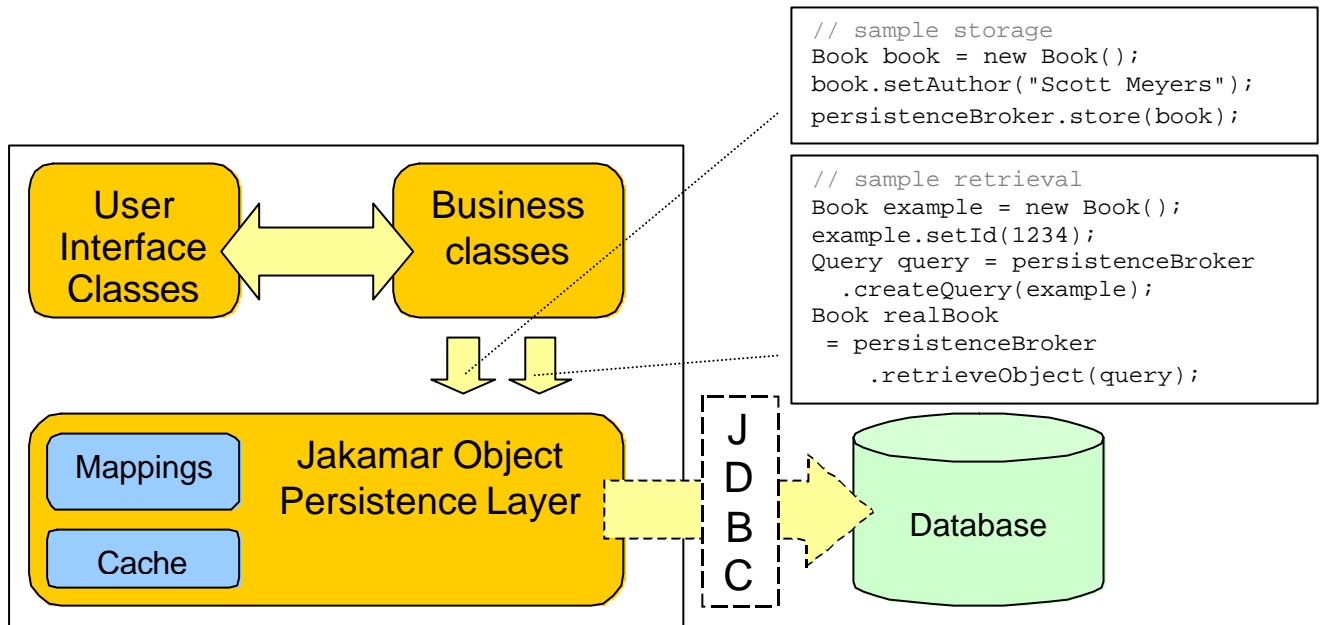 // sample storage
Book book = new Book();
book.setAuthor("Scott Meyers");
persistenceBroker.store(book);
// sample retrieval
Book example = new Book();
example.setId(1234);
Query query = persistenceBroker
.createQuery(example);
Book realBook
= persistenceBroker
.retrieveObject(query);
User
Interface
Classes
Business
classes
Mappings
Cache
Jakamar Object
Persistence Layer
J
D
B
C
Database